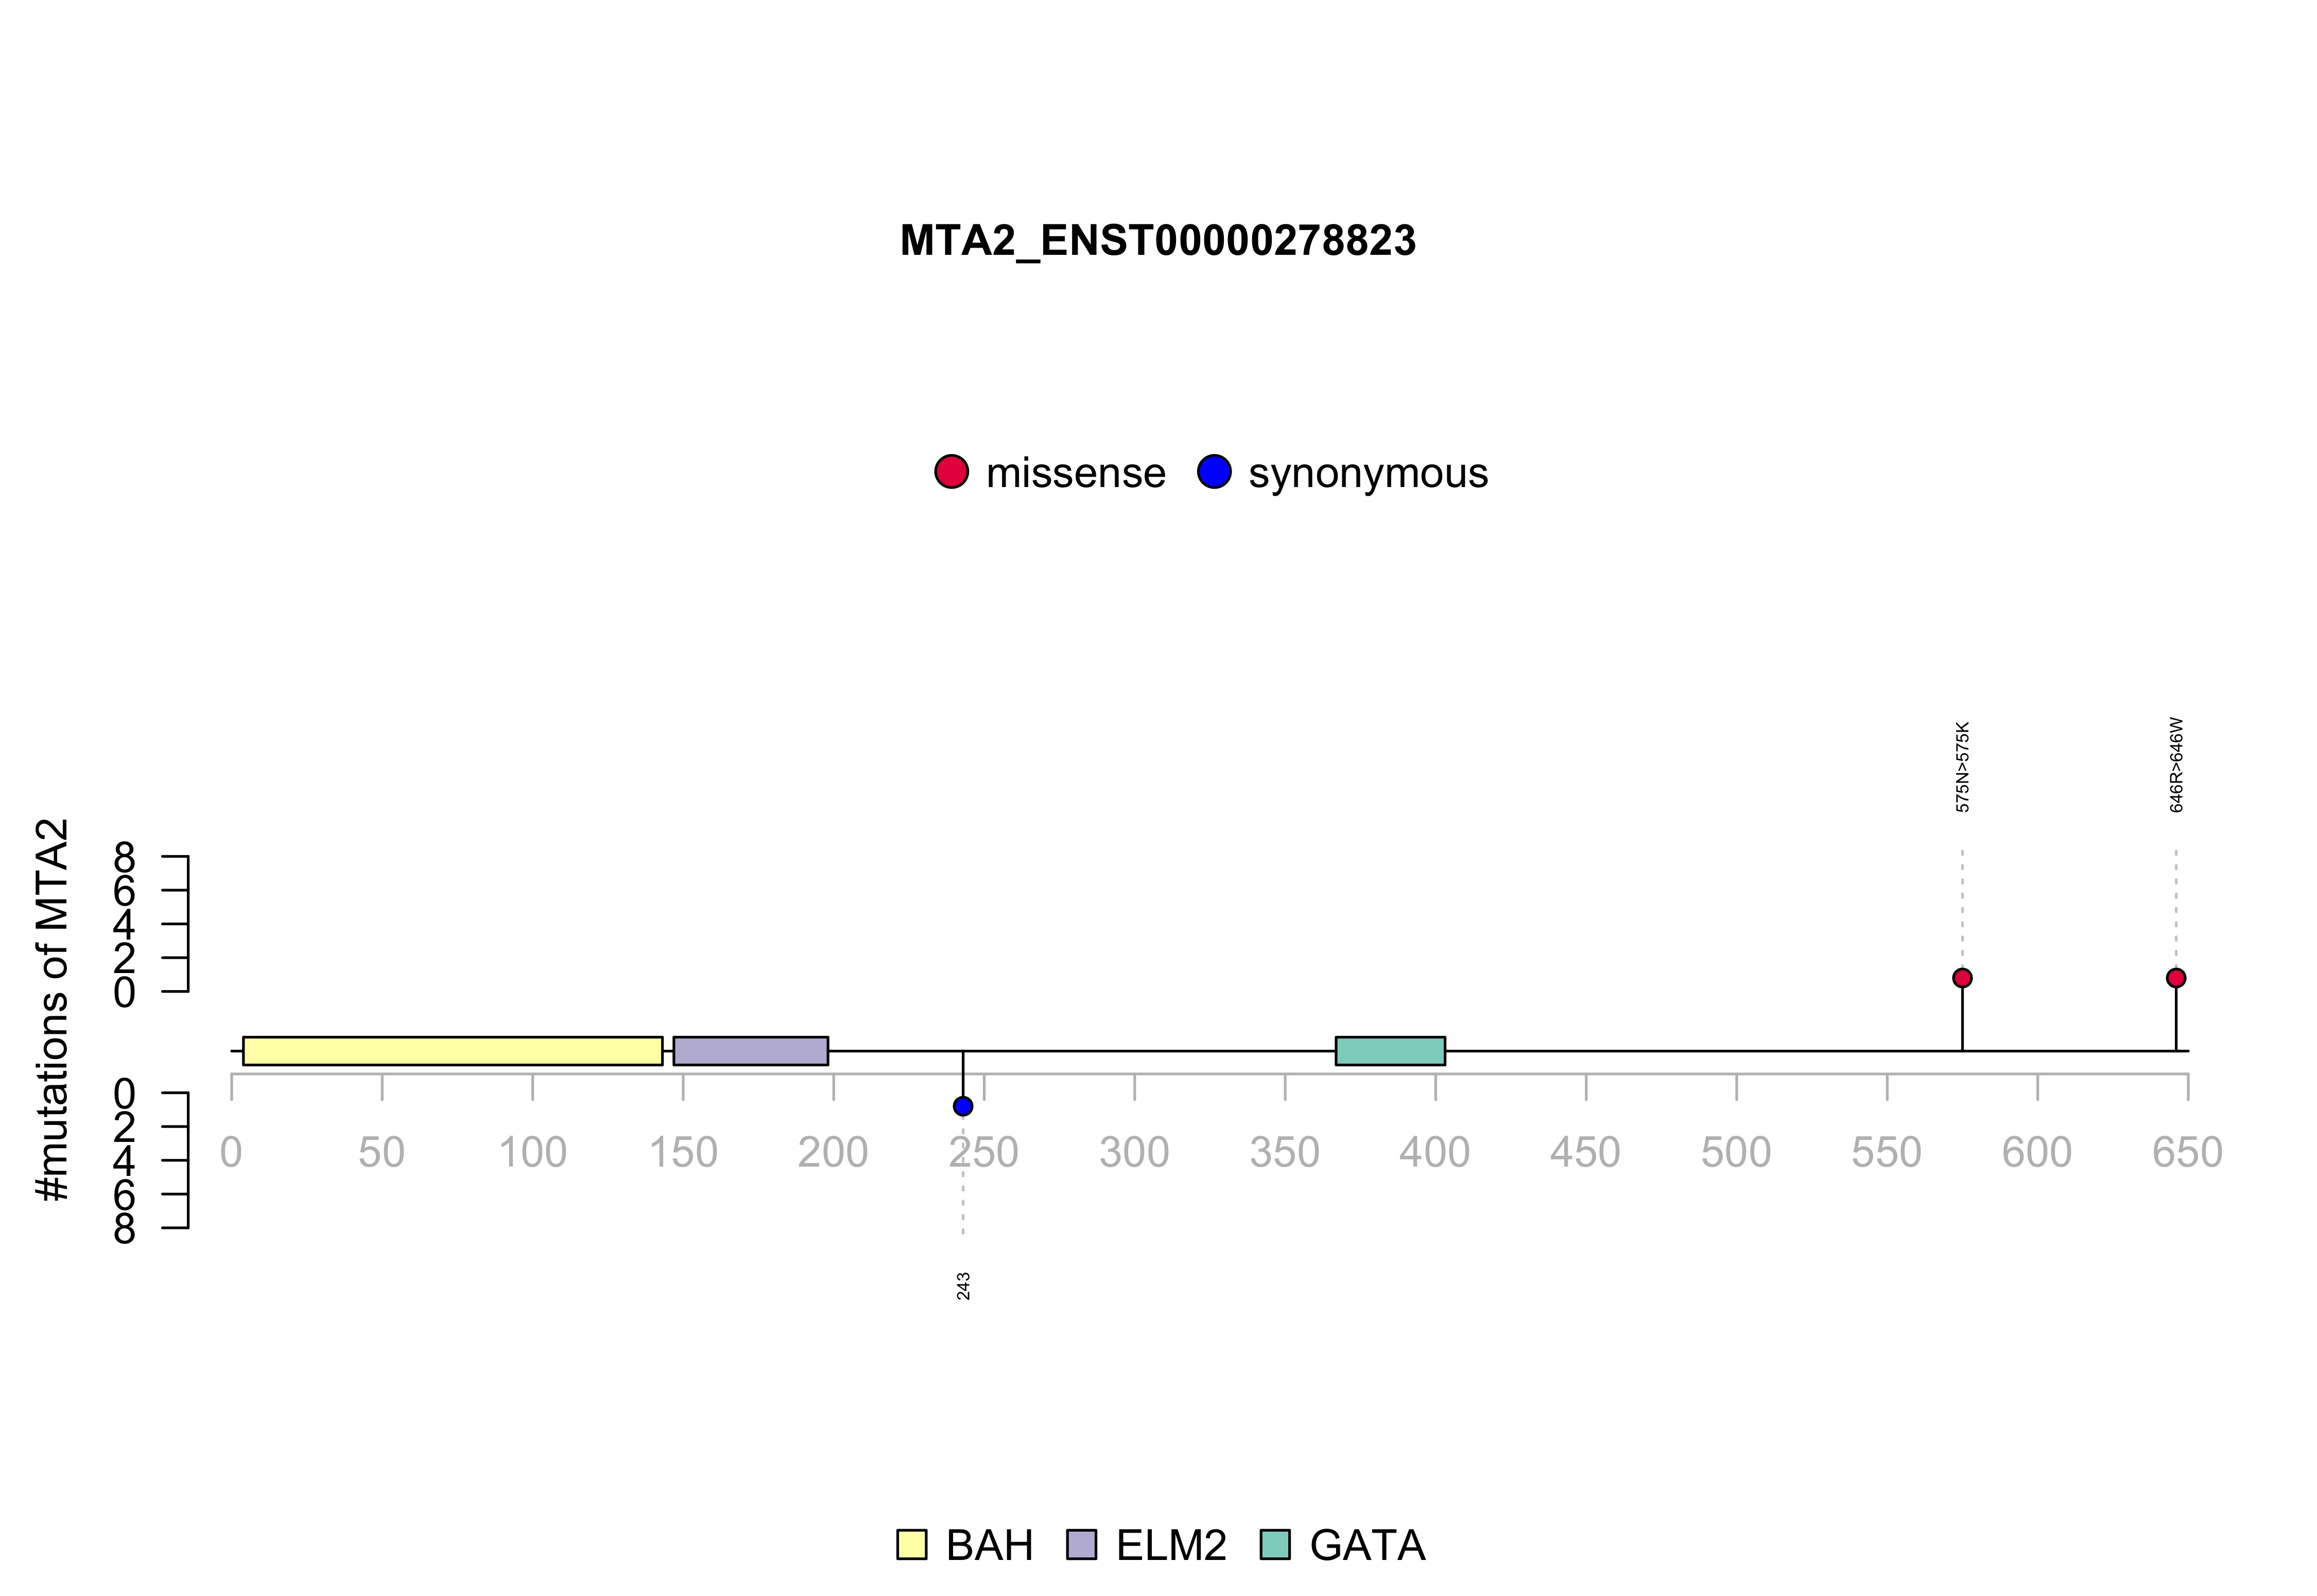 MTA2_ENST00000278823
missense synonymous
575N>575K
646R>646W
#mutations of MTA2
8
6
4
2
0
0
2
4
6
8
0 50 100 150 200 250 300 350 400 450 500 550 600 650
243
BAH ELM2 GATA